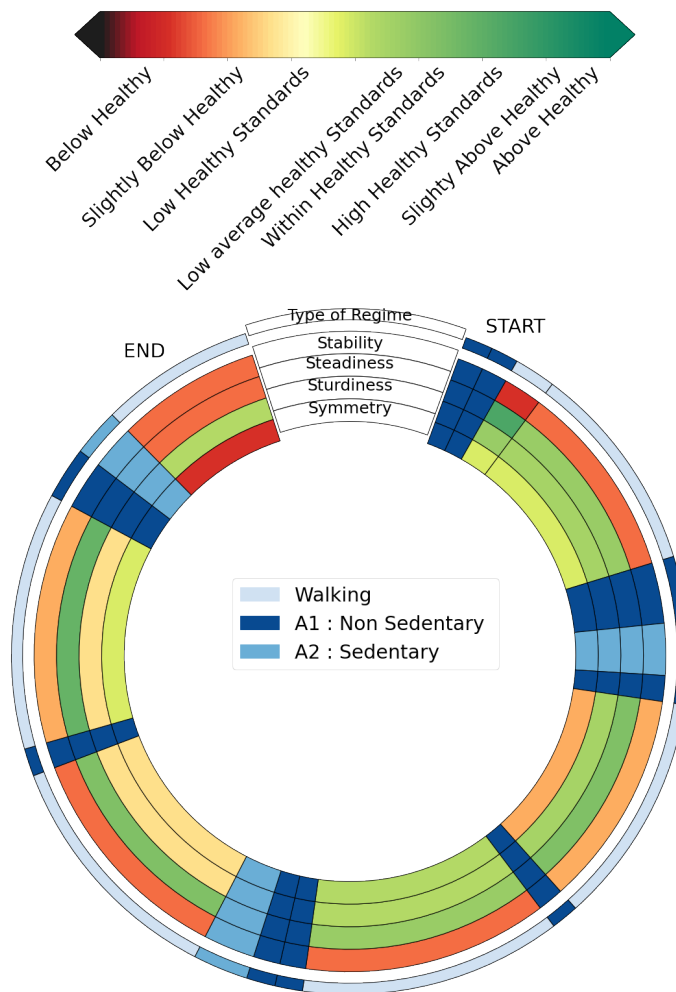 Below Healthy
Slightly Below Healthy
Low Healthy Standards
Low average healthy Standards
Within Healthy Standards
High Healthy Standards
Slighty Above Healthy
Above Healthy
Type of Regime
START
END
Stability
Steadiness
Sturdiness
Symmetry
Walking
A1 : Non Sedentary
A2 : Sedentary